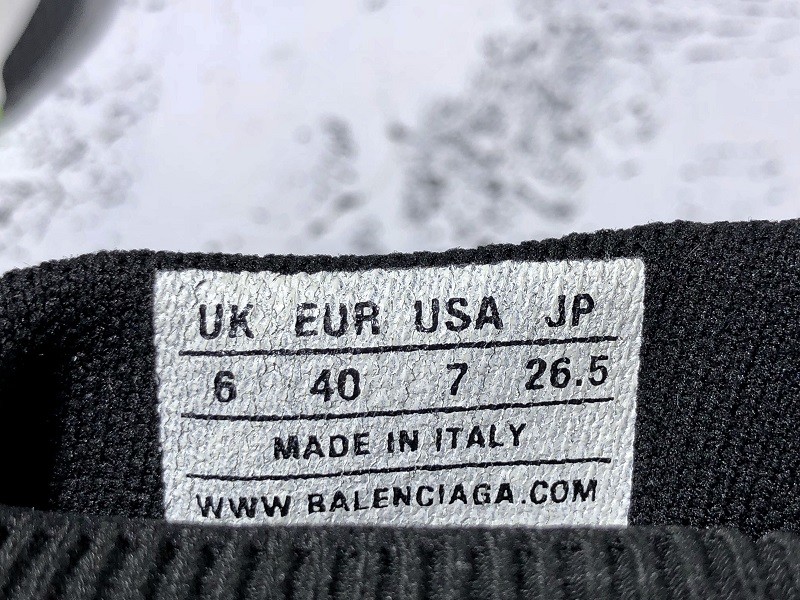 UK EUR USA JP
6 40 7 26.5
MADE IN ITALY
WWW BALENCIAGA.COM